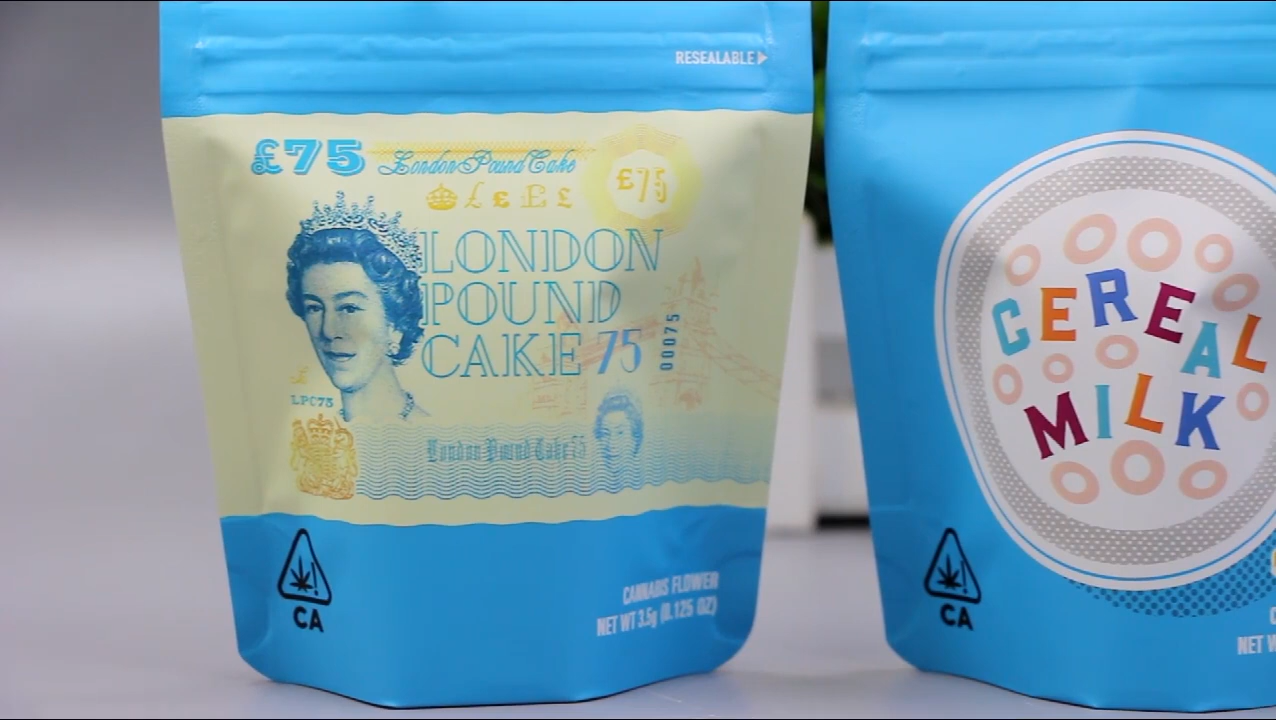 RESEALABLE
£75 London Pound Cake
£ £ £ £
£75
LONDON
POUND
CAKE 75
00075
£
LPC75
London Pound Cake 75
CA
CANNABIS FLOWER
NET WT 3.5g (0.125 OZ)
CEREAL
MILK
CA
NET